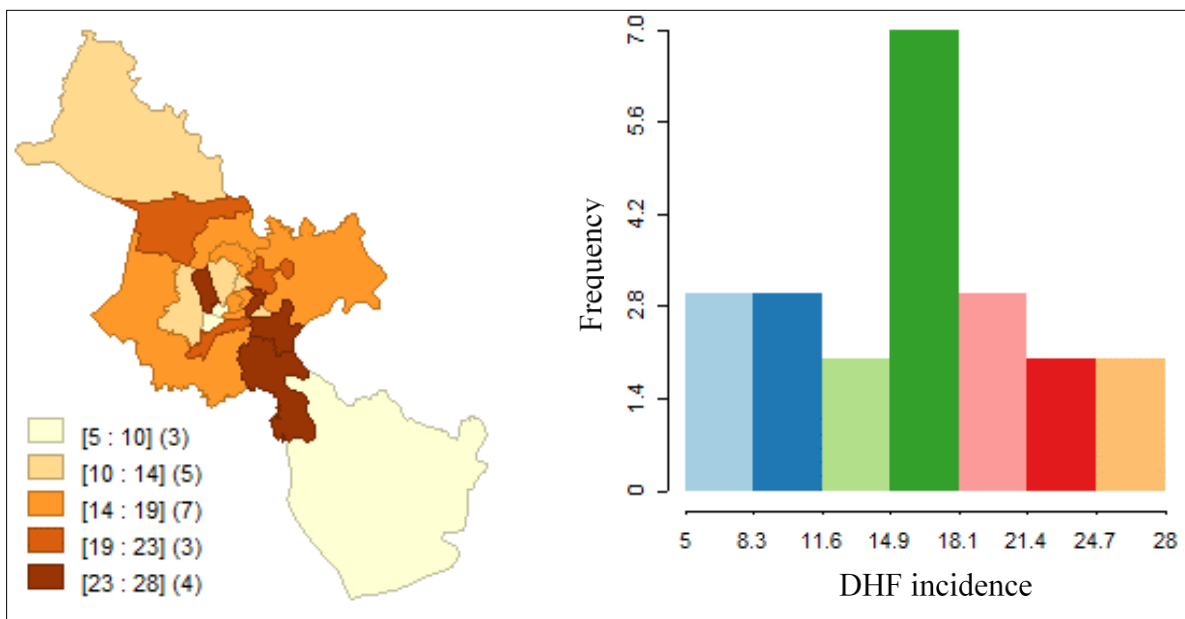 [5 : 10] (3)
[10 : 14] (5)
[14 : 19] (7)
[19 : 23] (3)
[23 : 28] (4)
Frequency
7.0
5.6
4.2
2.8
1.4
0
5 8.3 11.6 14.9 18.1 21.4 24.7 28
DHF incidence